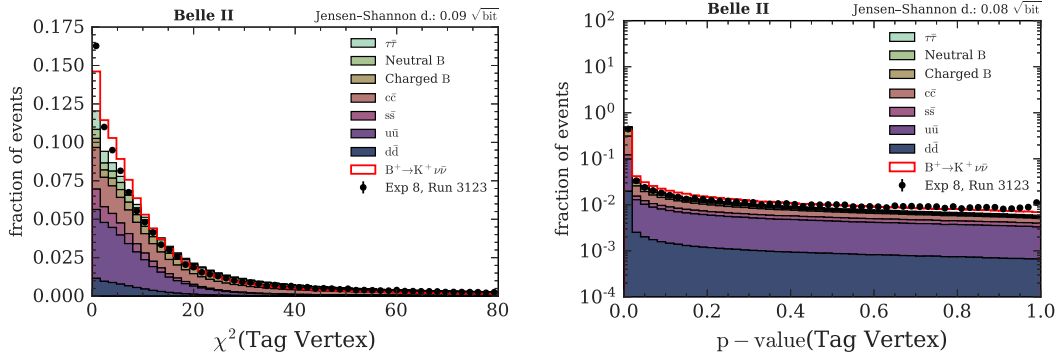 Belle II
Jensen–Shannon d.: 0.09 √bit
fraction of events
0.175
0.150
0.125
0.100
0.075
0.050
0.025
0.000
0
20
40
60
80
χ²(Tag Vertex)
ττ̄
Neutral B
Charged B
cc̄
ss̄
uū
dd̄
B⁺→K⁺νν̄
Exp 8, Run 3123
Belle II
Jensen–Shannon d.: 0.08 √bit
fraction of events
10²
10¹
10⁰
10⁻¹
10⁻²
10⁻³
10⁻⁴
0.0
0.2
0.4
0.6
0.8
1.0
p − value(Tag Vertex)
ττ̄
Neutral B
Charged B
cc̄
ss̄
uū
dd̄
B⁺→K⁺νν̄
Exp 8, Run 3123